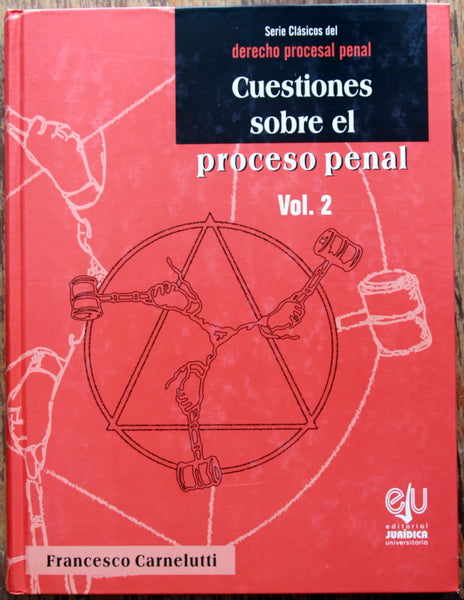 Serie Clásicos del
derecho procesal penal
Cuestiones
sobre el
proceso penal
Vol. 2
eju
editorial
JURÍDICA
universitaria
Francesco Carnelutti